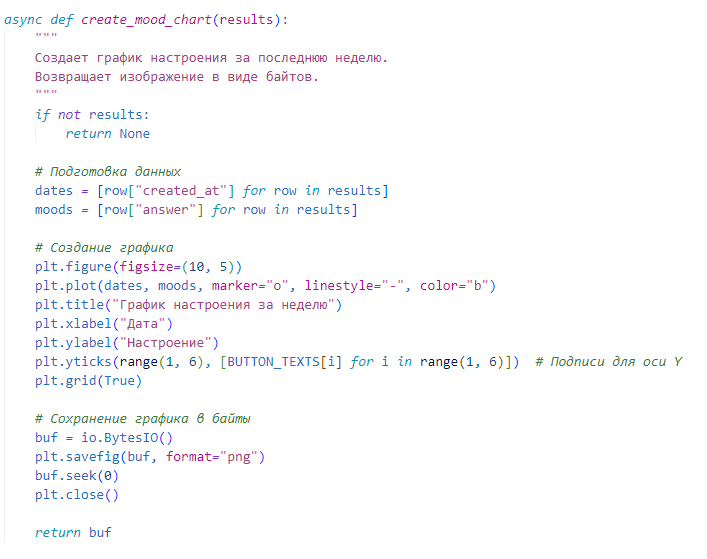 async def create_mood_chart(results):
    """
    Создает график настроения за последнюю неделю.
    Возвращает изображение в виде байтов.
    """
    if not results:
        return None

    # Подготовка данных
    dates = [row["created_at"] for row in results]
    moods = [row["answer"] for row in results]

    # Создание графика
    plt.figure(figsize=(10, 5))
    plt.plot(dates, moods, marker="o", linestyle="-", color="b")
    plt.title("График настроения за неделю")
    plt.xlabel("Дата")
    plt.ylabel("Настроение")
    plt.yticks(range(1, 6), [BUTTON_TEXTS[i] for i in range(1, 6)])  # Подписи для оси Y
    plt.grid(True)

    # Сохранение графика в байты
    buf = io.BytesIO()
    plt.savefig(buf, format="png")
    buf.seek(0)
    plt.close()

    return buf